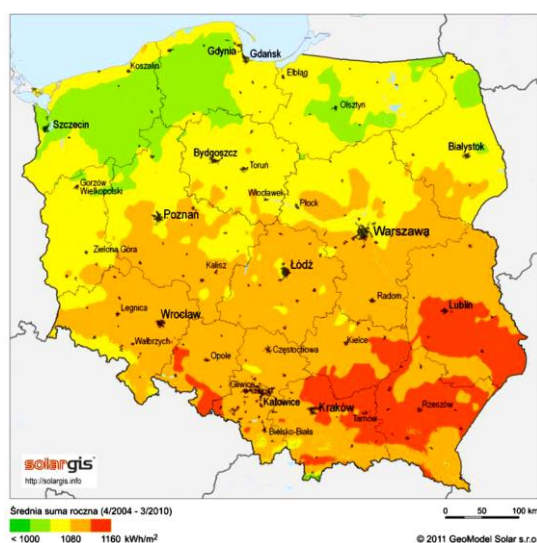 Gdynia
Gdańsk
Koszalin
Elbląg
Olsztyn
Szczecin
Białystok
Bydgoszcz
Toruń
Gorzów
Wielkopolski
Włocławek
Płock
Poznań
Warszawa
Zielona Góra
Kalisz
Łódź
Radom
Legnica
Wrocław
Lublin
Wałbrzych
Opole
Częstochowa
Kielce
Gliwice
Katowice
Kraków
Tarnów
Rzeszów
Bielsko-Biała
solargis
http://solargis.info
Średnia suma roczna (4/2004 - 3/2010)
< 1000 1080 1160 kWh/m²
0 50 100 km
© 2011 GeoModel Solar s.r.o.